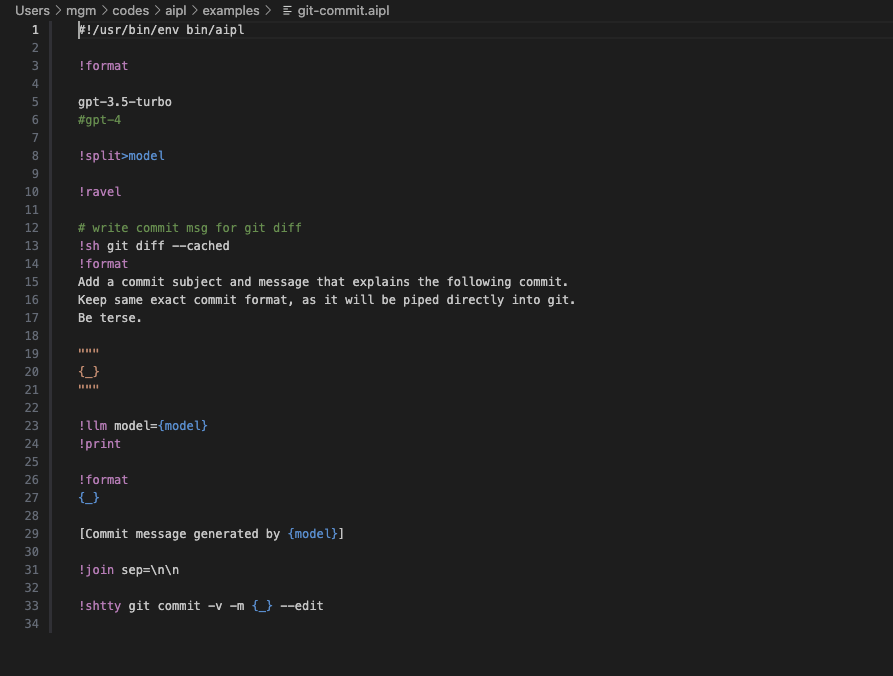 Users > mgm > codes > aipl > examples > git-commit.aipl
1 #!/usr/bin/env bin/aipl
2
3 !format
4
5 gpt-3.5-turbo
6 #gpt-4
7
8 !split>model
9
10 !ravel
11
12 # write commit msg for git diff
13 !sh git diff --cached
14 !format
15 Add a commit subject and message that explains the following commit.
16 Keep same exact commit format, as it will be piped directly into git.
17 Be terse.
18
19 """
20 {_}
21 """
22
23 !llm model={model}
24 !print
25
26 !format
27 {_}
28
29 [Commit message generated by {model}]
30
31 !join sep=\n\n
32
33 !shtty git commit -v -m {_} --edit
34